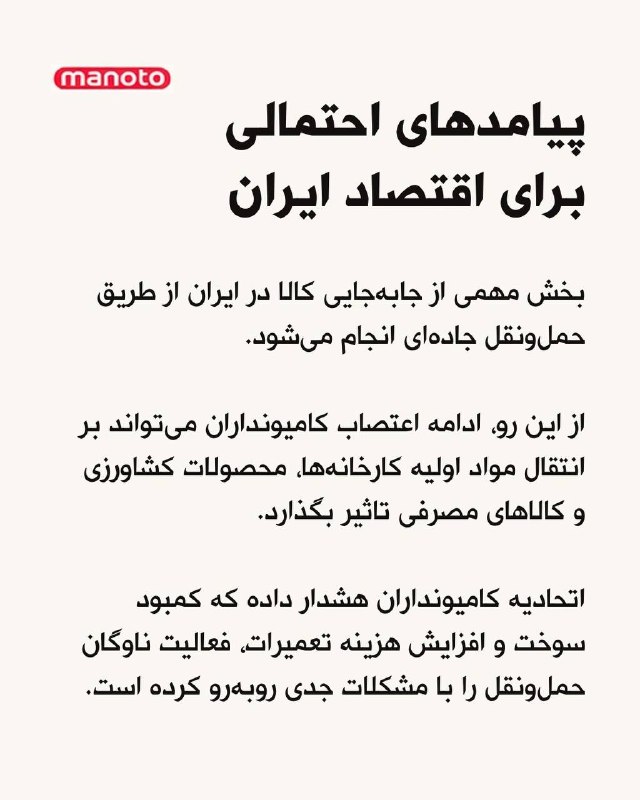 manoto
پیامدهای احتمالی
برای اقتصاد ایران
بخش مهمی از جابه‌جایی کالا در ایران از طریق
حمل‌ونقل جاده‌ای انجام می‌شود.
از این رو، ادامه اعتصاب کامیونداران می‌تواند بر
انتقال مواد اولیه کارخانه‌ها، محصولات کشاورزی
و کالاهای مصرفی تاثیر بگذارد.
اتحادیه کامیونداران هشدار داده که کمبود
سوخت و افزایش هزینه تعمیرات، فعالیت ناوگان
حمل‌ونقل را با مشکلات جدی روبه‌رو کرده است.